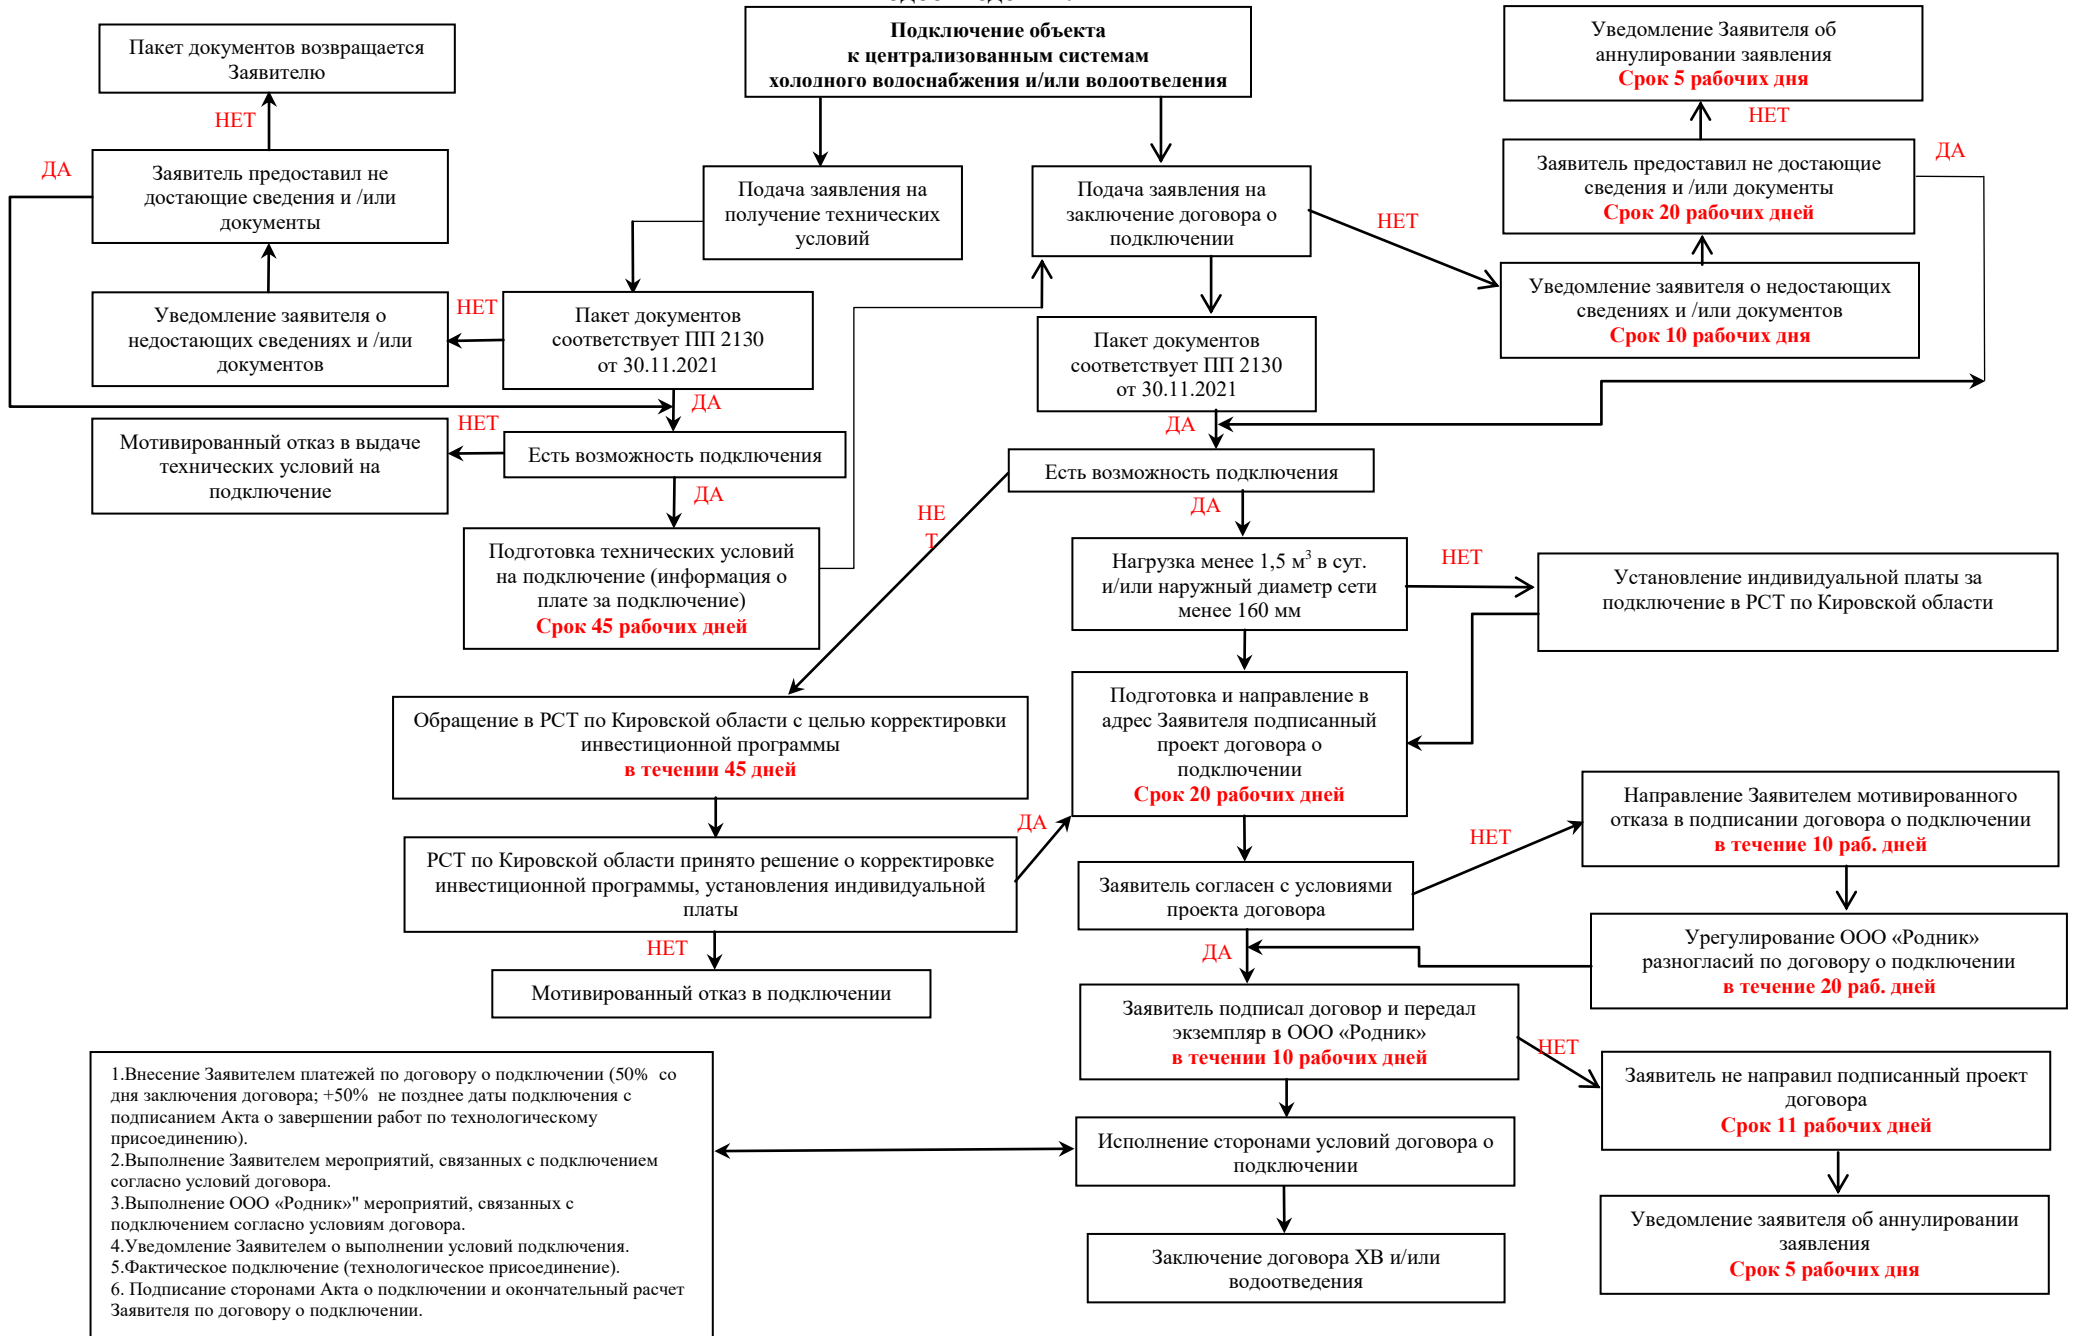 Подключение объекта
к централизованным системам
холодного водоснабжения и/или водоотведения
Пакет документов возвращается
Заявителю
НЕТ
ДА
Заявитель предоставил не
достающие сведения и /или
документы
Уведомление заявителя о
недостающих сведениях и /или
документов
НЕТ
Подача заявления на
получение технических
условий
Пакет документов
соответствует ПП 2130
от 30.11.2021
ДА
НЕТ
Мотивированный отказ в выдаче
технических условий на
подключение
Есть возможность подключения
ДА
Подготовка технических условий
на подключение (информация о
плате за подключение)
Срок 45 рабочих дней
Подача заявления на
заключение договора о
подключении
НЕТ
Уведомление Заявителя об
аннулировании заявления
Срок 5 рабочих дня
НЕТ
ДА
Заявитель предоставил не достающие
сведения и /или документы
Срок 20 рабочих дней
Уведомление заявителя о недостающих
сведениях и /или документов
Срок 10 рабочих дня
Пакет документов
соответствует ПП 2130
от 30.11.2021
ДА
Есть возможность подключения
НЕ
Т
ДА
Нагрузка менее 1,5 м³ в сут.
и/или наружный диаметр сети
менее 160 мм
НЕТ
Установление индивидуальной платы за
подключение в РСТ по Кировской области
Обращение в РСТ по Кировской области с целью корректировки
инвестиционной программы
в течении 45 дней
Подготовка и направление в
адрес Заявителя подписанный
проект договора о
подключении
Срок 20 рабочих дней
ДА
РСТ по Кировской области принято решение о корректировке
инвестиционной программы, установления индивидуальной
платы
НЕТ
Мотивированный отказ в подключении
Заявитель согласен с условиями
проекта договора
НЕТ
Направление Заявителем мотивированного
отказа в подписании договора о подключении
в течение 10 раб. дней
Урегулирование ООО «Родник»
разногласий по договору о подключении
в течение 20 раб. дней
ДА
Заявитель подписал договор и передал
экземпляр в ООО «Родник»
в течении 10 рабочих дней
НЕТ
Заявитель не направил подписанный проект
договора
Срок 11 рабочих дней
Уведомление заявителя об аннулировании
заявления
Срок 5 рабочих дня
Исполнение сторонами условий договора о
подключении
Заключение договора ХВ и/или
водоотведения
1.Внесение Заявителем платежей по договору о подключении (50% со
дня заключения договора; +50% не позднее даты подключения с
подписанием Акта о завершении работ по технологическому
присоединению).
2.Выполнение Заявителем мероприятий, связанных с подключением
согласно условий договора.
3.Выполнение ООО «Родник»" мероприятий, связанных с
подключением согласно условиям договора.
4.Уведомление Заявителем о выполнении условий подключения.
5.Фактическое подключение (технологическое присоединение).
6. Подписание сторонами Акта о подключении и окончательный расчет
Заявителя по договору о подключении.